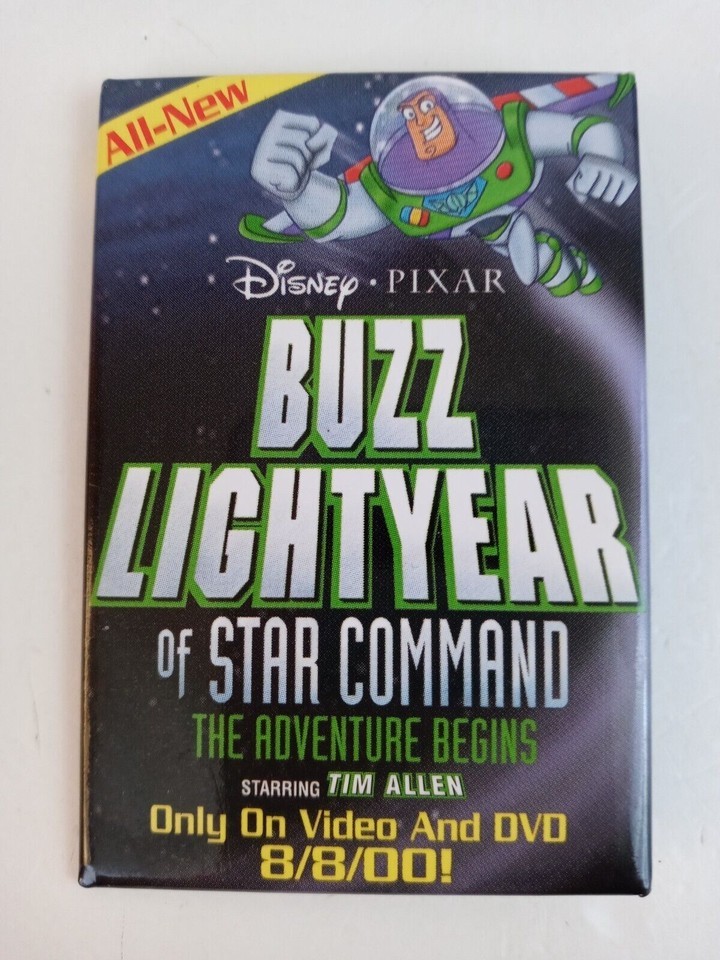 All-New
Disney · PIXAR
BUZZ
LIGHTYEAR
of STAR COMMAND
THE ADVENTURE BEGINS
STARRING TIM ALLEN
Only On Video And DVD
8/8/00!